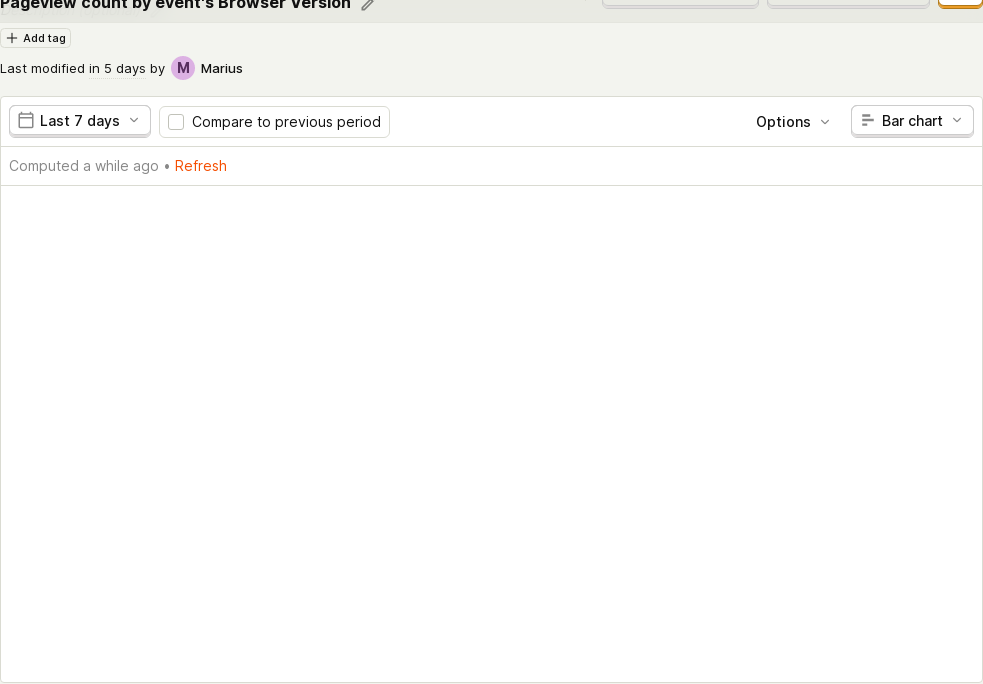 Pageview count by event's Browser Version
Add tag
Last modified in 5 days by M Marius
Last 7 days Compare to previous period Options Bar chart
Computed a while ago • Refresh